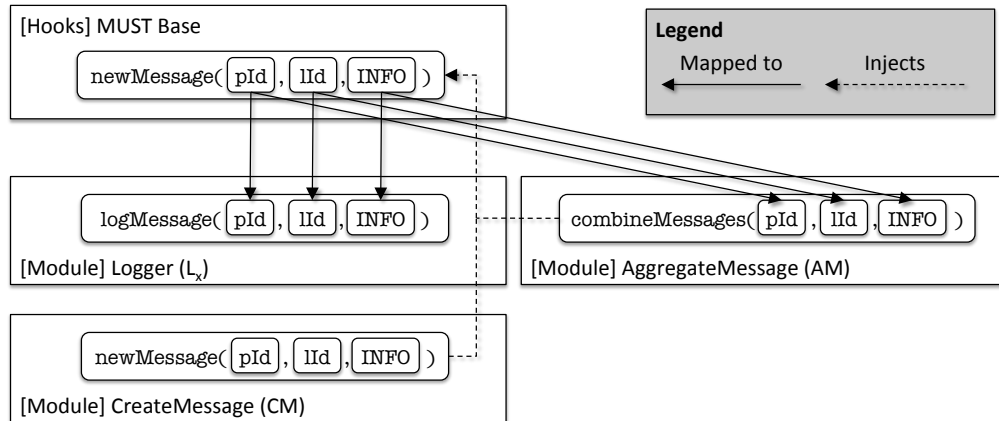 [Hooks] MUST Base
newMessage( pId , lId , INFO )
Legend
Mapped to
Injects
logMessage( pId , lId , INFO )
[Module] Logger (Lx)
combineMessages( pId , lId , INFO )
[Module] AggregateMessage (AM)
newMessage( pId , lId , INFO )
[Module] CreateMessage (CM)